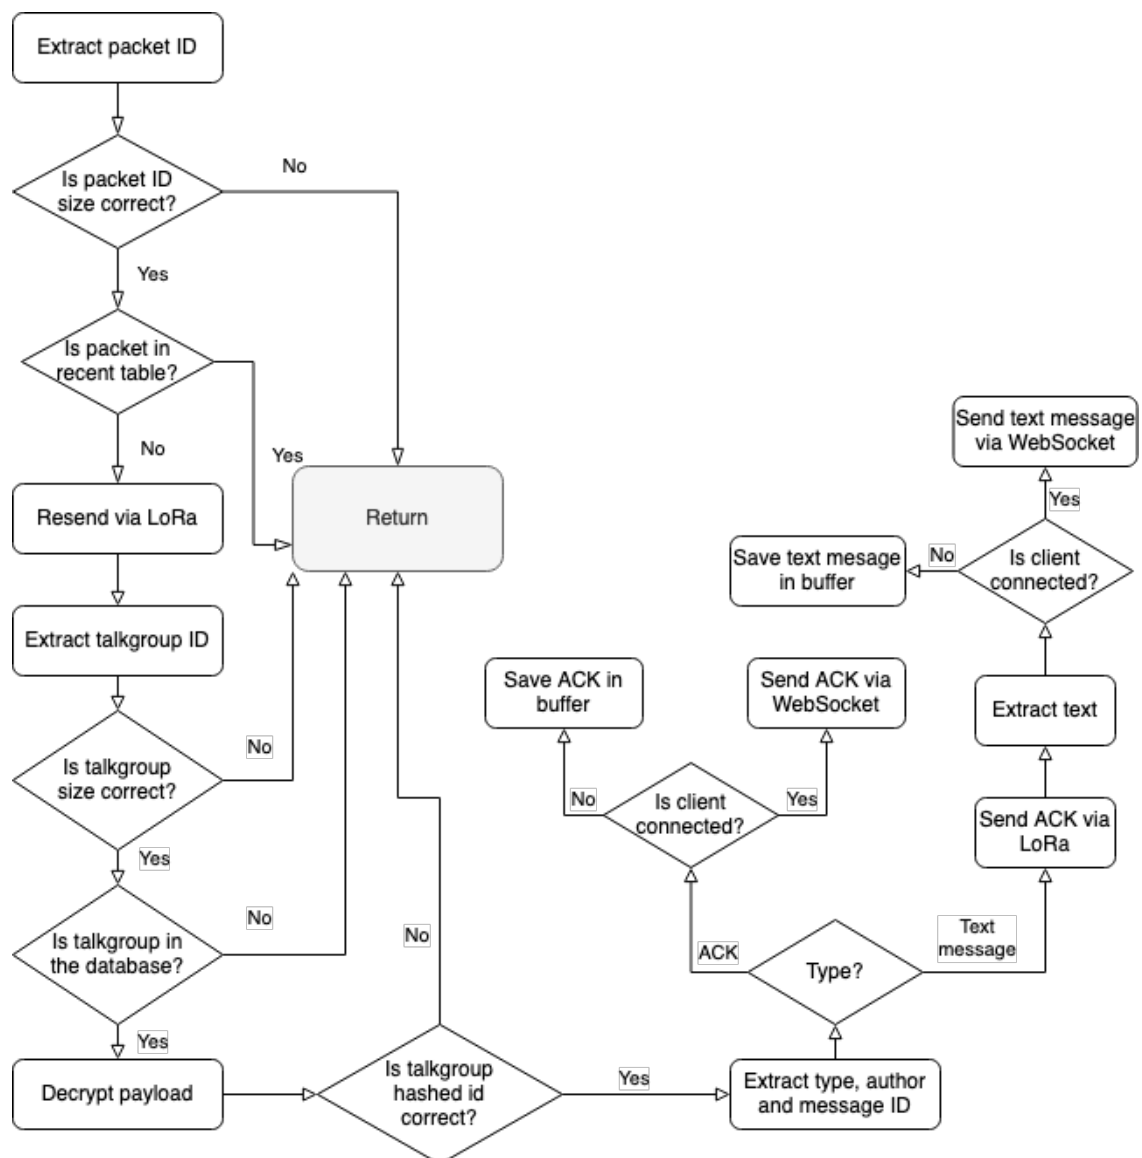 Extract packet ID
Is packet ID
size correct?
No
Yes
Is packet in
recent table?
Yes
No
Resend via LoRa
Return
Extract talkgroup ID
Is talkgroup
size correct?
No
Yes
Is talkgroup in
the database?
No
Yes
Decrypt payload
Is talkgroup
hashed id
correct?
No
Yes
Extract type, author
and message ID
Type?
ACK
Is client
connected?
No
Save ACK in
buffer
Yes
Send ACK via
WebSocket
Text
message
Send ACK via
LoRa
Extract text
Is client
connected?
No
Save text mesage
in buffer
Yes
Send text message
via WebSocket